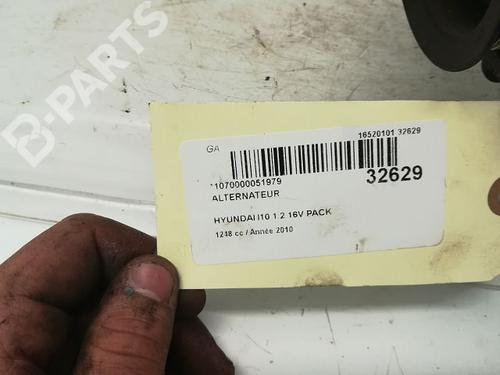 B-PARTS
GA
16520101 32629
*1070000051979
32629
ALTERNATEUR
HYUNDAI I10 1.2 16V PACK
1248 cc / Année 2010